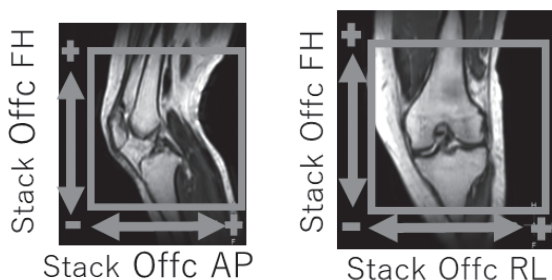 Stack Offc FH
+
-
+
F
Stack Offc AP
Stack Offc FH
+
-
+
H
F
Stack Offc RL